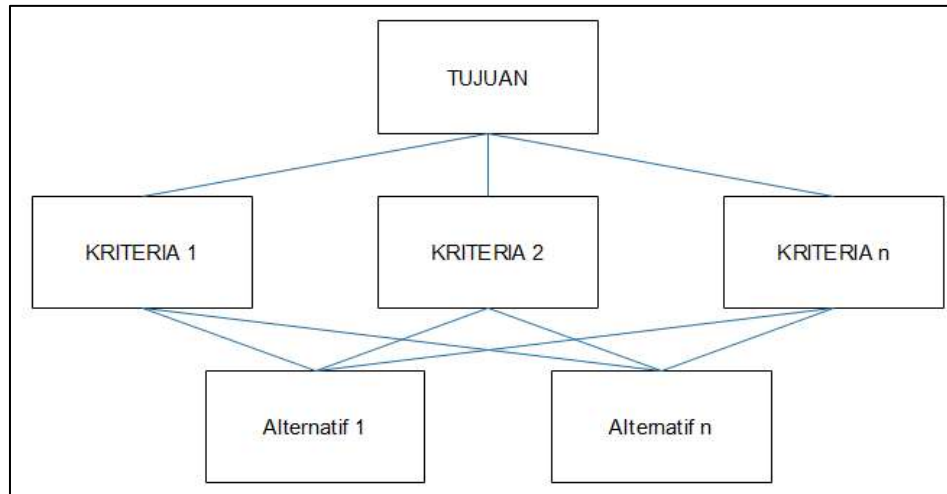 TUJUAN
KRITERIA 1
KRITERIA 2
KRITERIA n
Alternatif 1
Alternatif n